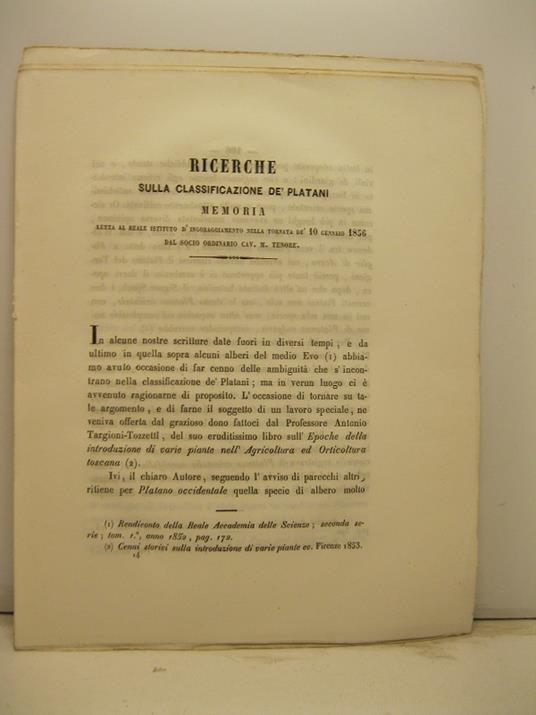 RICERCHE
SULLA CLASSIFICAZIONE DE' PLATANI
MEMORIA
LETTA AL REALE ISTITUTO D'INCORAGGIAMENTO NELLA TORNATA DE' 10 GENNAIO 1856
DAL SOCIO ORDINARIO CAV. M. TENORE.
In alcune nostre scritture date fuori in diversi tempi, e da
ultimo in quella sopra alcuni alberi del medio Evo (1) abbia-
mo avuto occasione di far cenno delle ambiguità che s'incon-
trano nella classificazione de' Platani; ma in verun luogo ci è
avvenuto ragionarne di proposito. L'occasione di tornare su ta-
le argomento, e di farne il soggetto di un lavoro speciale, ne
veniva offerta dal grazioso dono fattoci dal Professore Antonio
Targioni-Tozzetti, del suo eruditissimo libro sull'Epoche della
introduzione di varie piante nell'Agricoltura ed Orticoltura
toscana (2).
Ivi, il chiaro Autore, seguendo l'avviso di parecchi altri,
ritiene per Platano occidentale quella specie di albero molto
(1) Rendiconto della Reale Accademia delle Scienze; seconda se-
rie; tom. 1.°, anno 1852, pag. 172.
(2) Cenni storici sulla introduzione di varie piante ec. Firenze 1853.
14